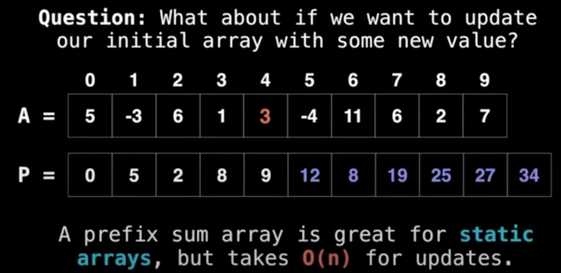 Question: What about if we want to update
our initial array with some new value?
0 1 2 3 4 5 6 7 8 9
A = 5 -3 6 1 3 -4 11 6 2 7
P = 0 5 2 8 9 12 8 19 25 27 34
A prefix sum array is great for static
arrays, but takes O(n) for updates.